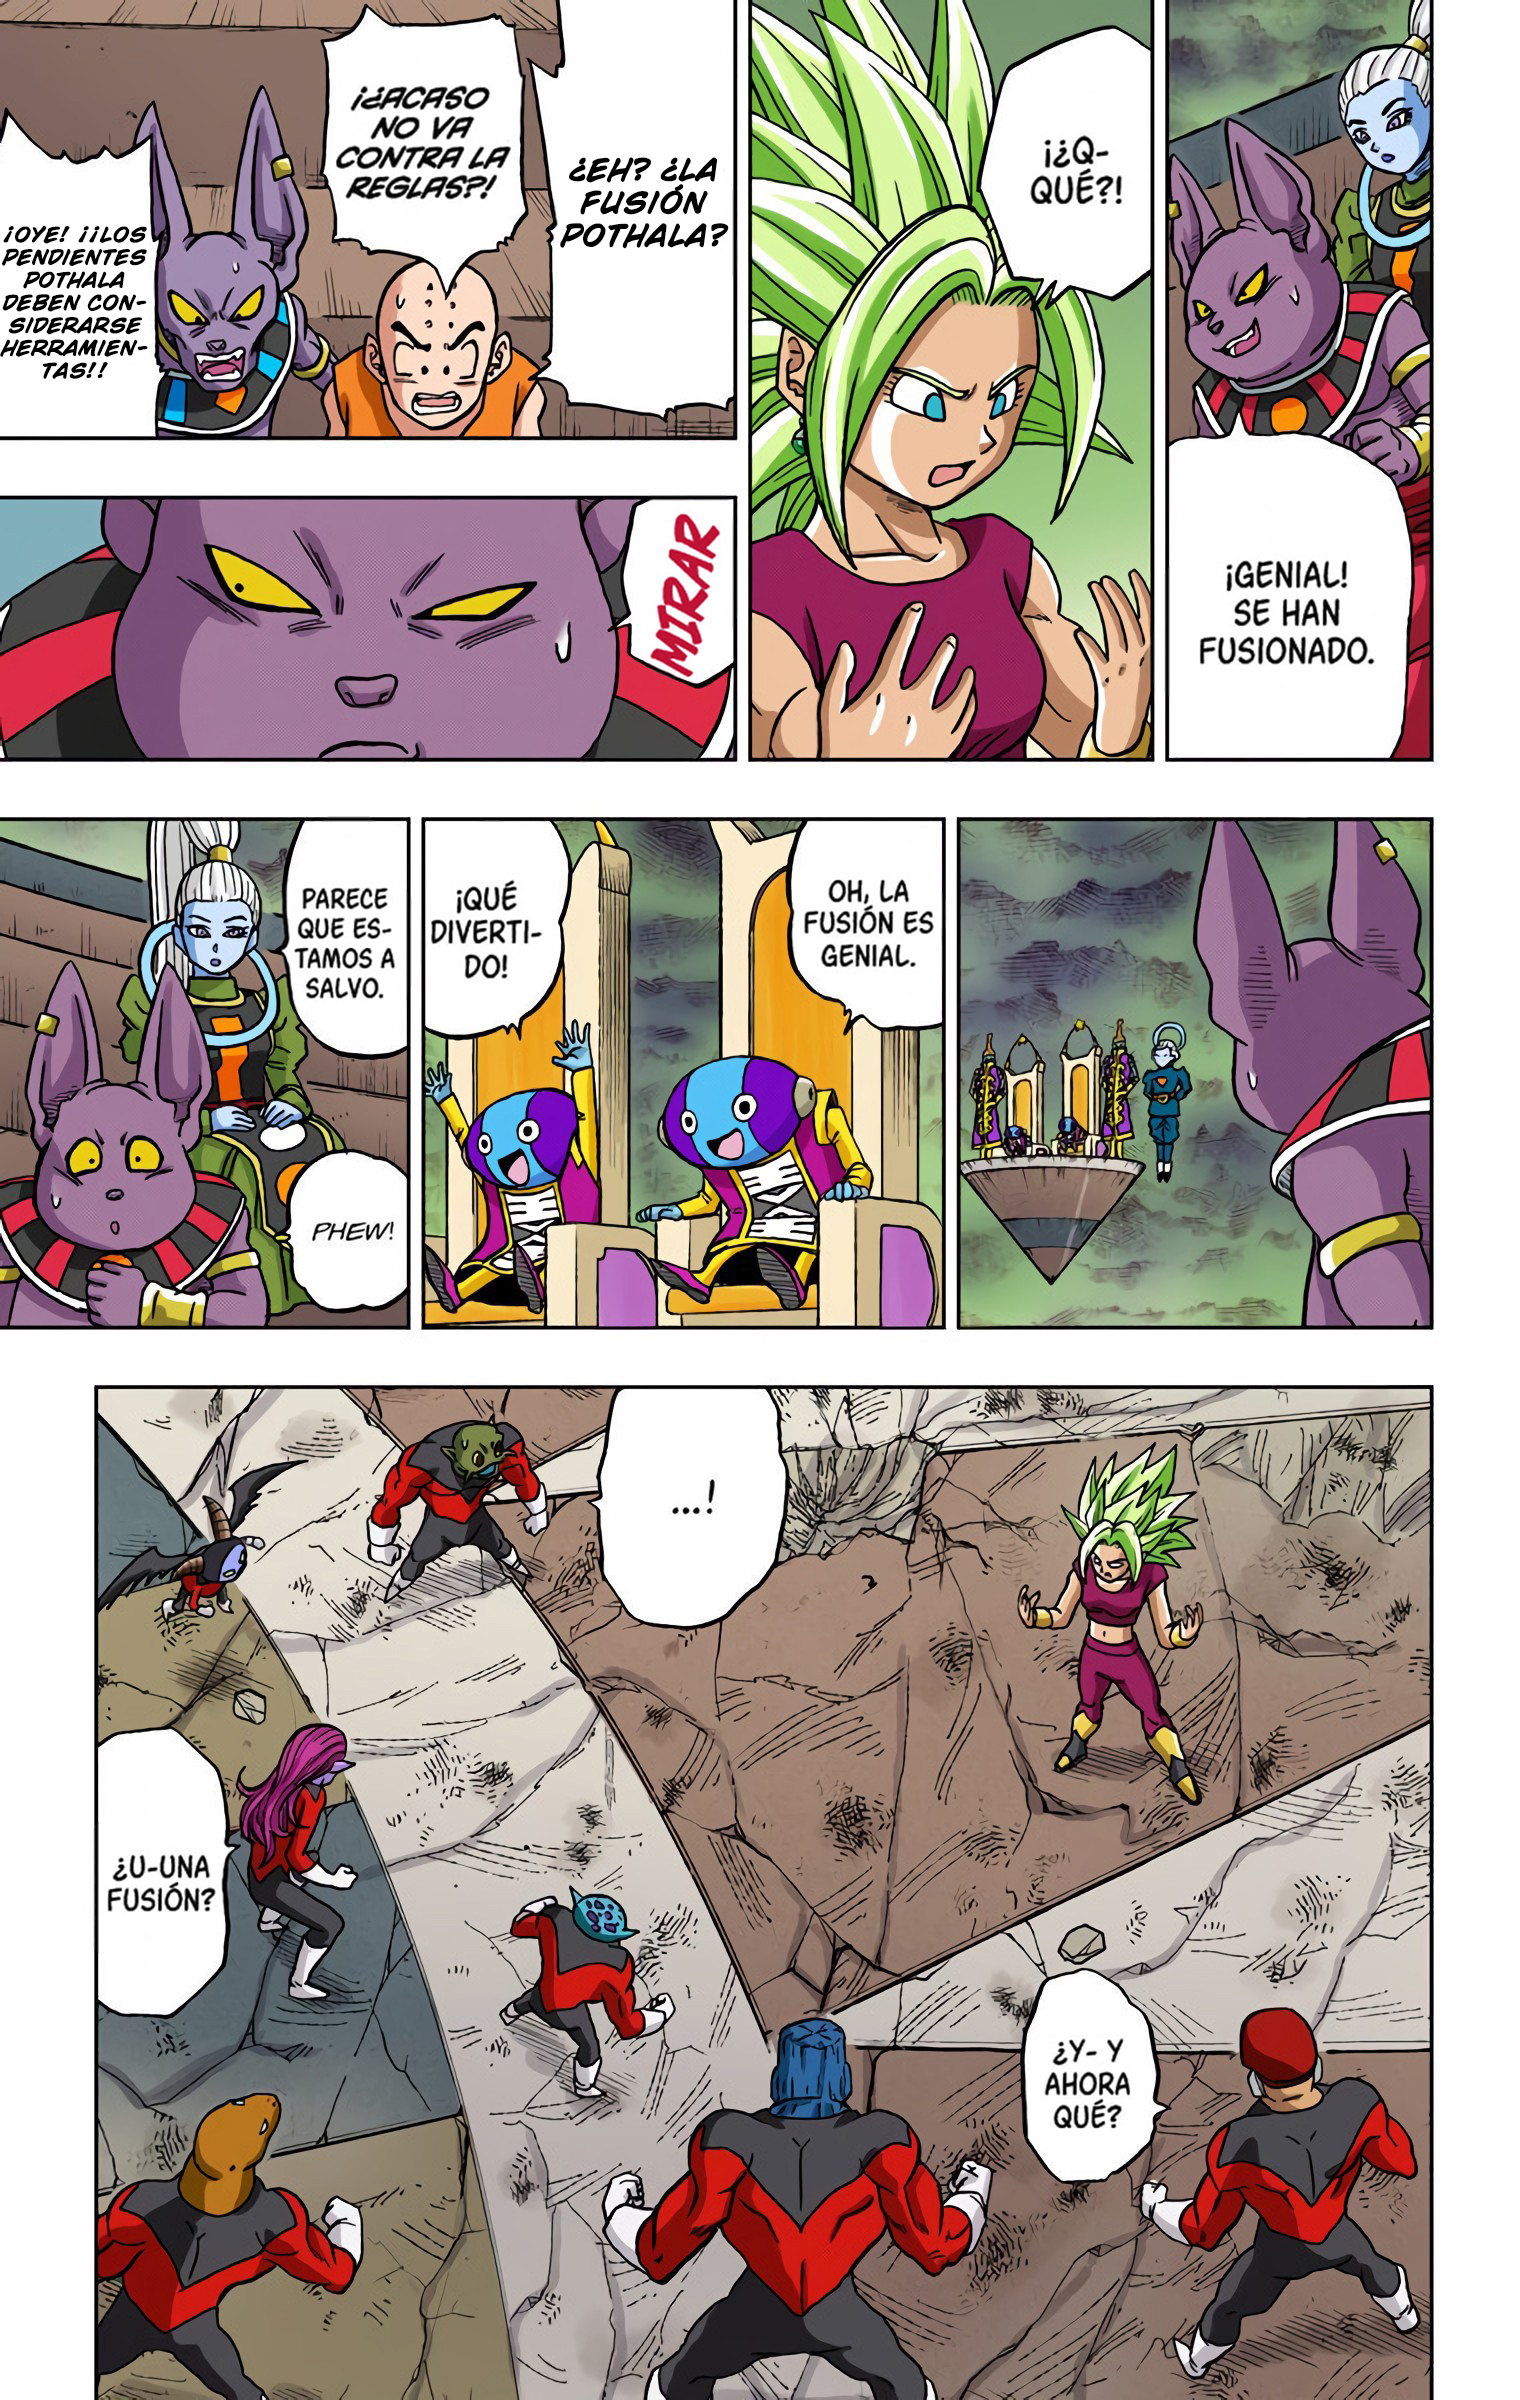 ¡GENIAL!
SE HAN
FUSIONADO.
¡¿Q-
QUÉ?!
¿EH? ¿LA
FUSIÓN
POTHALA?
¡¿ACASO
NO VA
CONTRA LA
REGLAS?!
¡OYE! ¡¡LOS
PENDIENTES
POTHALA
DEBEN CON-
SIDERARSE
HERRAMIEN-
TAS!!
MIRAR
OH, LA
FUSIÓN ES
GENIAL.
¡QUÉ
DIVERTI-
DO!
PARECE
QUE ES-
TAMOS A
SALVO.
PHEW!
...!
¿U-UNA
FUSIÓN?
¿Y- Y
AHORA
QUÉ?